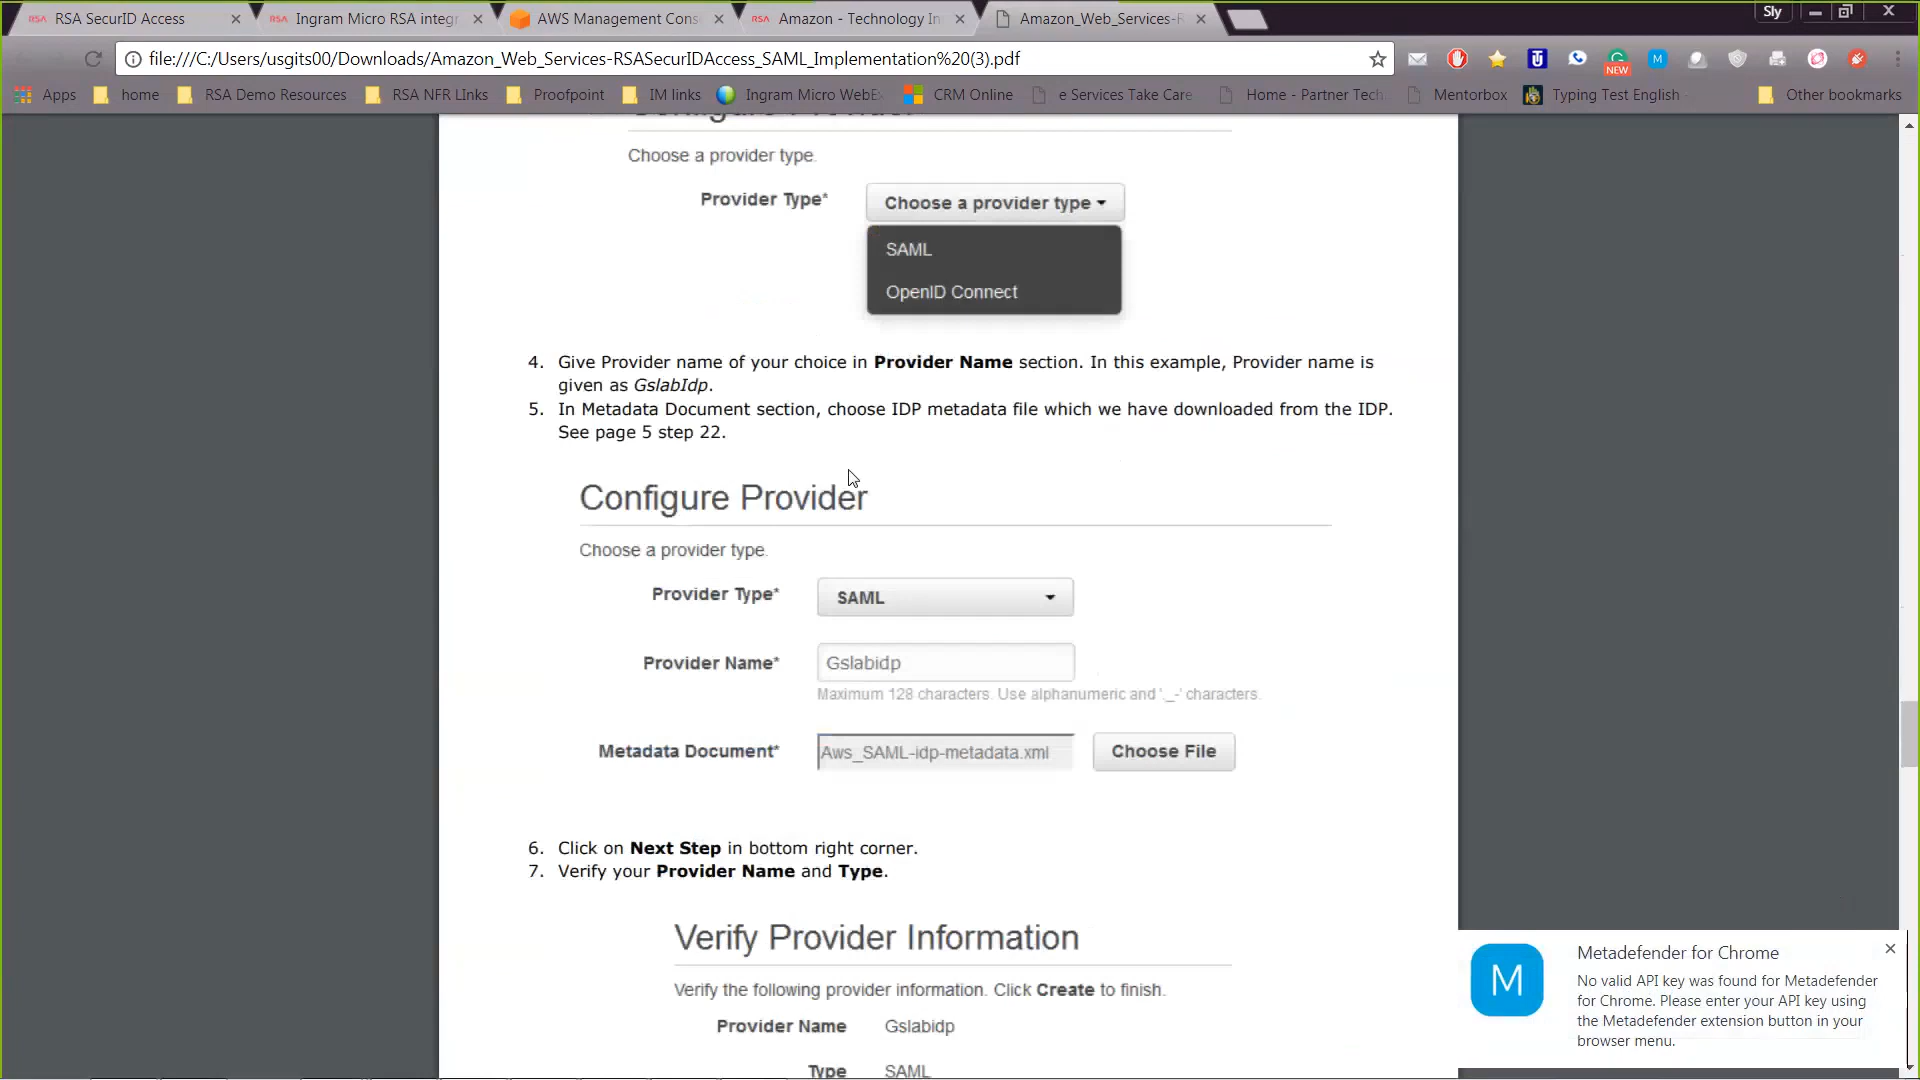 RSA SecurID Access
Ingram Micro RSA integr
AWS Management Cons
Amazon - Technology In
Amazon_Web_Services-R
Sly
file:///C:/Users/usgits00/Downloads/Amazon_Web_Services-RSASecurIDAccess_SAML_Implementation%20(3).pdf
NEW
Apps
home
RSA Demo Resources
RSA NFR LInks
Proofpoint
IM links
Ingram Micro WebEx
CRM Online
e Services Take Care
Home - Partner Tech
Mentorbox
Typing Test English
Other bookmarks
Configure Provider
Choose a provider type.
Provider Type*
Choose a provider type
SAML
OpenID Connect
4. Give Provider name of your choice in Provider Name section. In this example, Provider name is
given as GslabIdp.
5. In Metadata Document section, choose IDP metadata file which we have downloaded from the IDP.
See page 5 step 22.
Configure Provider
Choose a provider type.
Provider Type*
SAML
Provider Name*
Gslabidp
Maximum 128 characters. Use alphanumeric and '._-' characters.
Metadata Document*
Aws_SAML-idp-metadata.xml
Choose File
6. Click on Next Step in bottom right corner.
7. Verify your Provider Name and Type.
Verify Provider Information
Verify the following provider information. Click Create to finish.
Provider Name Gslabidp
Type SAML
M
Metadefender for Chrome
No valid API key was found for Metadefender
for Chrome. Please enter your API key using
the Metadefender extension button in your
browser menu.